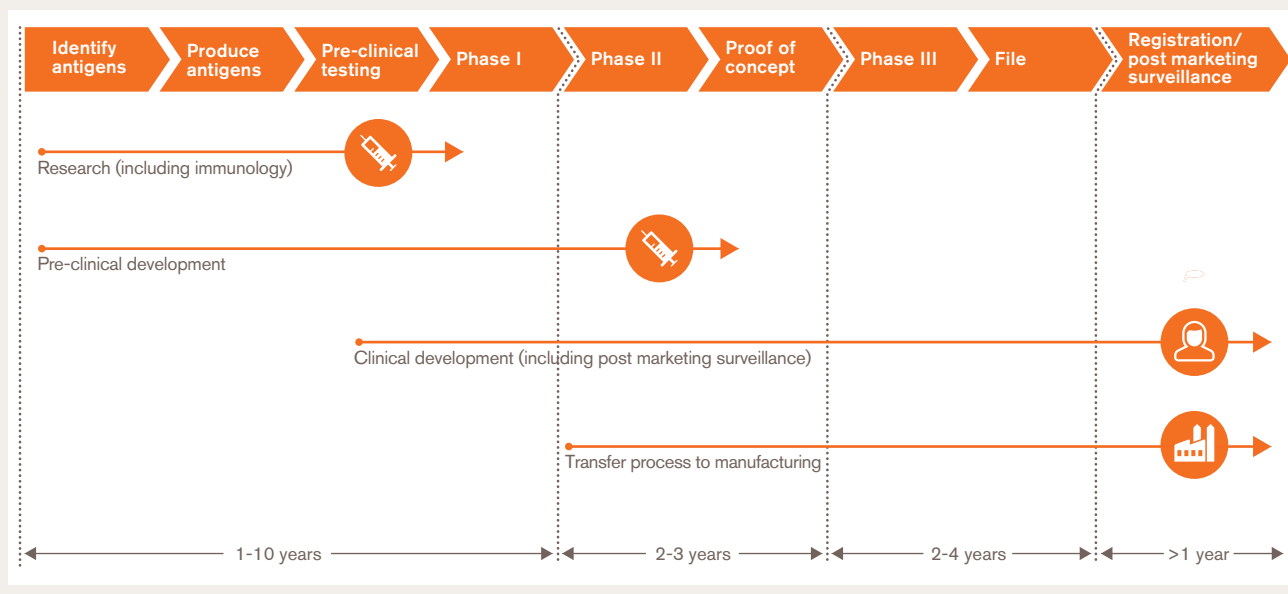 Identify
antigens
Produce
antigens
Pre-clinical
testing
Phase I
Phase II
Proof of
concept
Phase III
File
Registration/
post marketing
surveillance
Research (including immunology)
Pre-clinical development
Clinical development (including post marketing surveillance)
Transfer process to manufacturing
1-10 years
2-3 years
2-4 years
>1 year